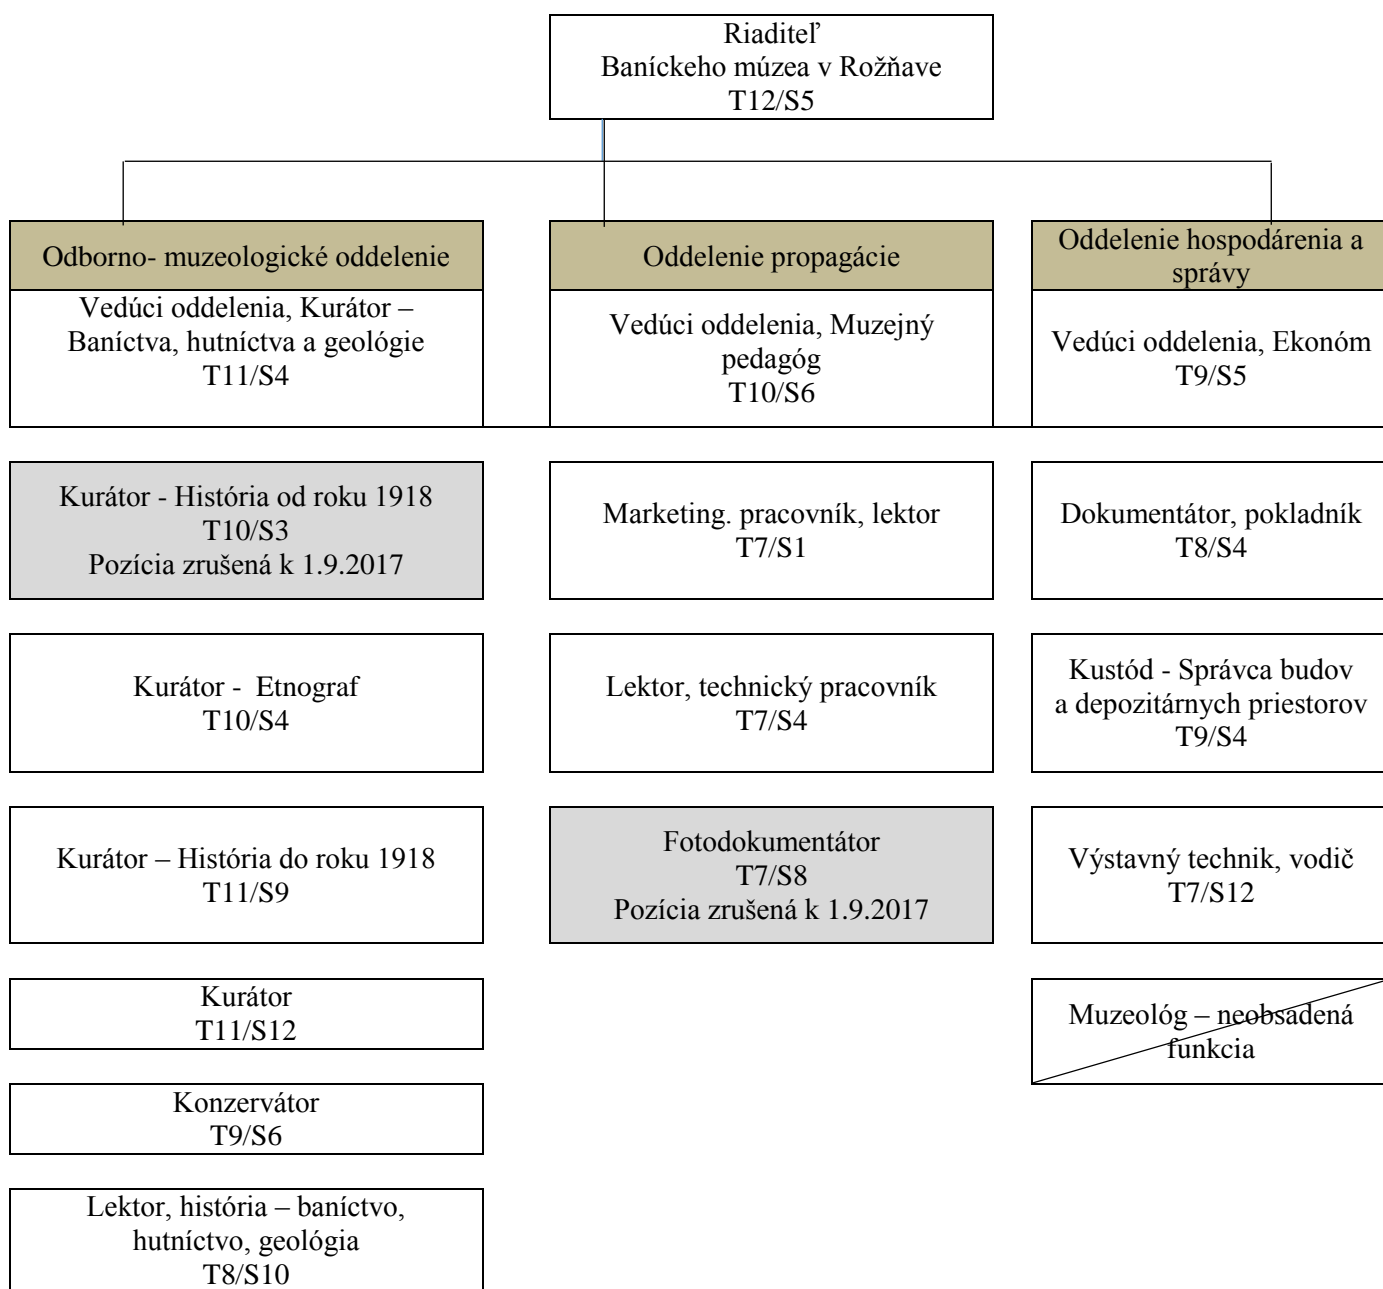 Riaditeľ
Baníckeho múzea v Rožňave
T12/S5
Odborno- muzeologické oddelenie
Vedúci oddelenia, Kurátor –
Baníctva, hutníctva a geológie
T11/S4
Kurátor - História od roku 1918
T10/S3
Pozícia zrušená k 1.9.2017
Kurátor -  Etnograf
T10/S4
Kurátor – História do roku 1918
T11/S9
Kurátor
T11/S12
Konzervátor
T9/S6
Lektor, história – baníctvo,
hutníctvo, geológia
T8/S10
Oddelenie propagácie
Vedúci oddelenia, Muzejný
pedagóg
T10/S6
Marketing. pracovník, lektor
T7/S1
Lektor, technický pracovník
T7/S4
Fotodokumentátor
T7/S8
Pozícia zrušená k 1.9.2017
Oddelenie hospodárenia a
správy
Vedúci oddelenia, Ekonóm
T9/S5
Dokumentátor, pokladník
T8/S4
Kustód - Správca budov
a depozitárnych priestorov
T9/S4
Výstavný technik, vodič
T7/S12
Muzeológ – neobsadená
funkcia